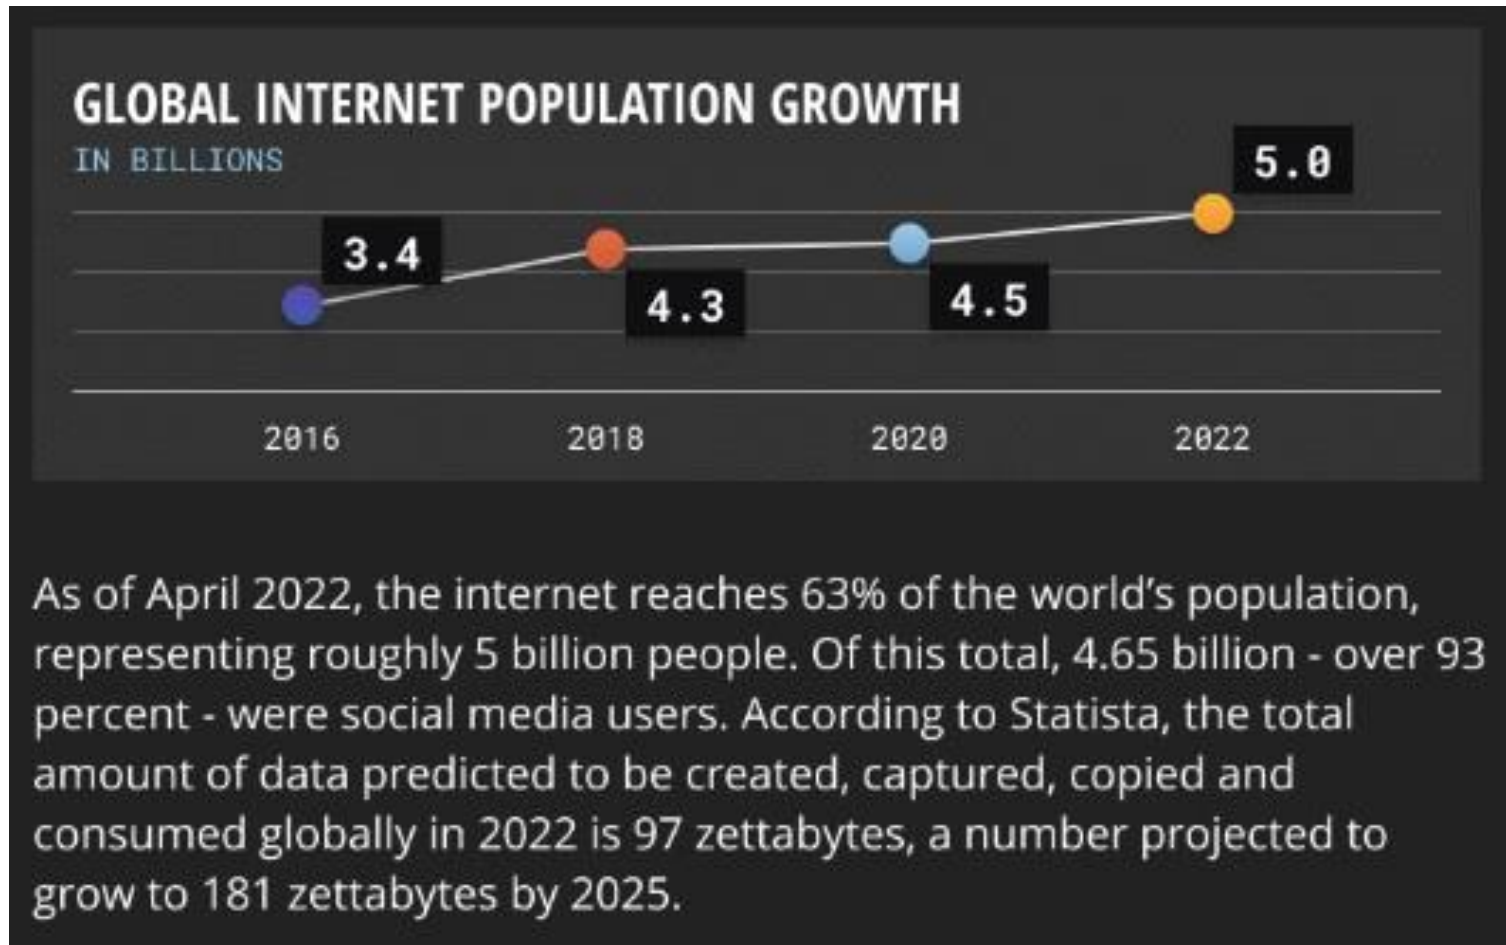 GLOBAL INTERNET POPULATION GROWTH
IN BILLIONS
3.4
4.3
4.5
5.0
2016 2018 2020 2022
As of April 2022, the internet reaches 63% of the world’s population,
representing roughly 5 billion people. Of this total, 4.65 billion - over 93
percent - were social media users. According to Statista, the total
amount of data predicted to be created, captured, copied and
consumed globally in 2022 is 97 zettabytes, a number projected to
grow to 181 zettabytes by 2025.